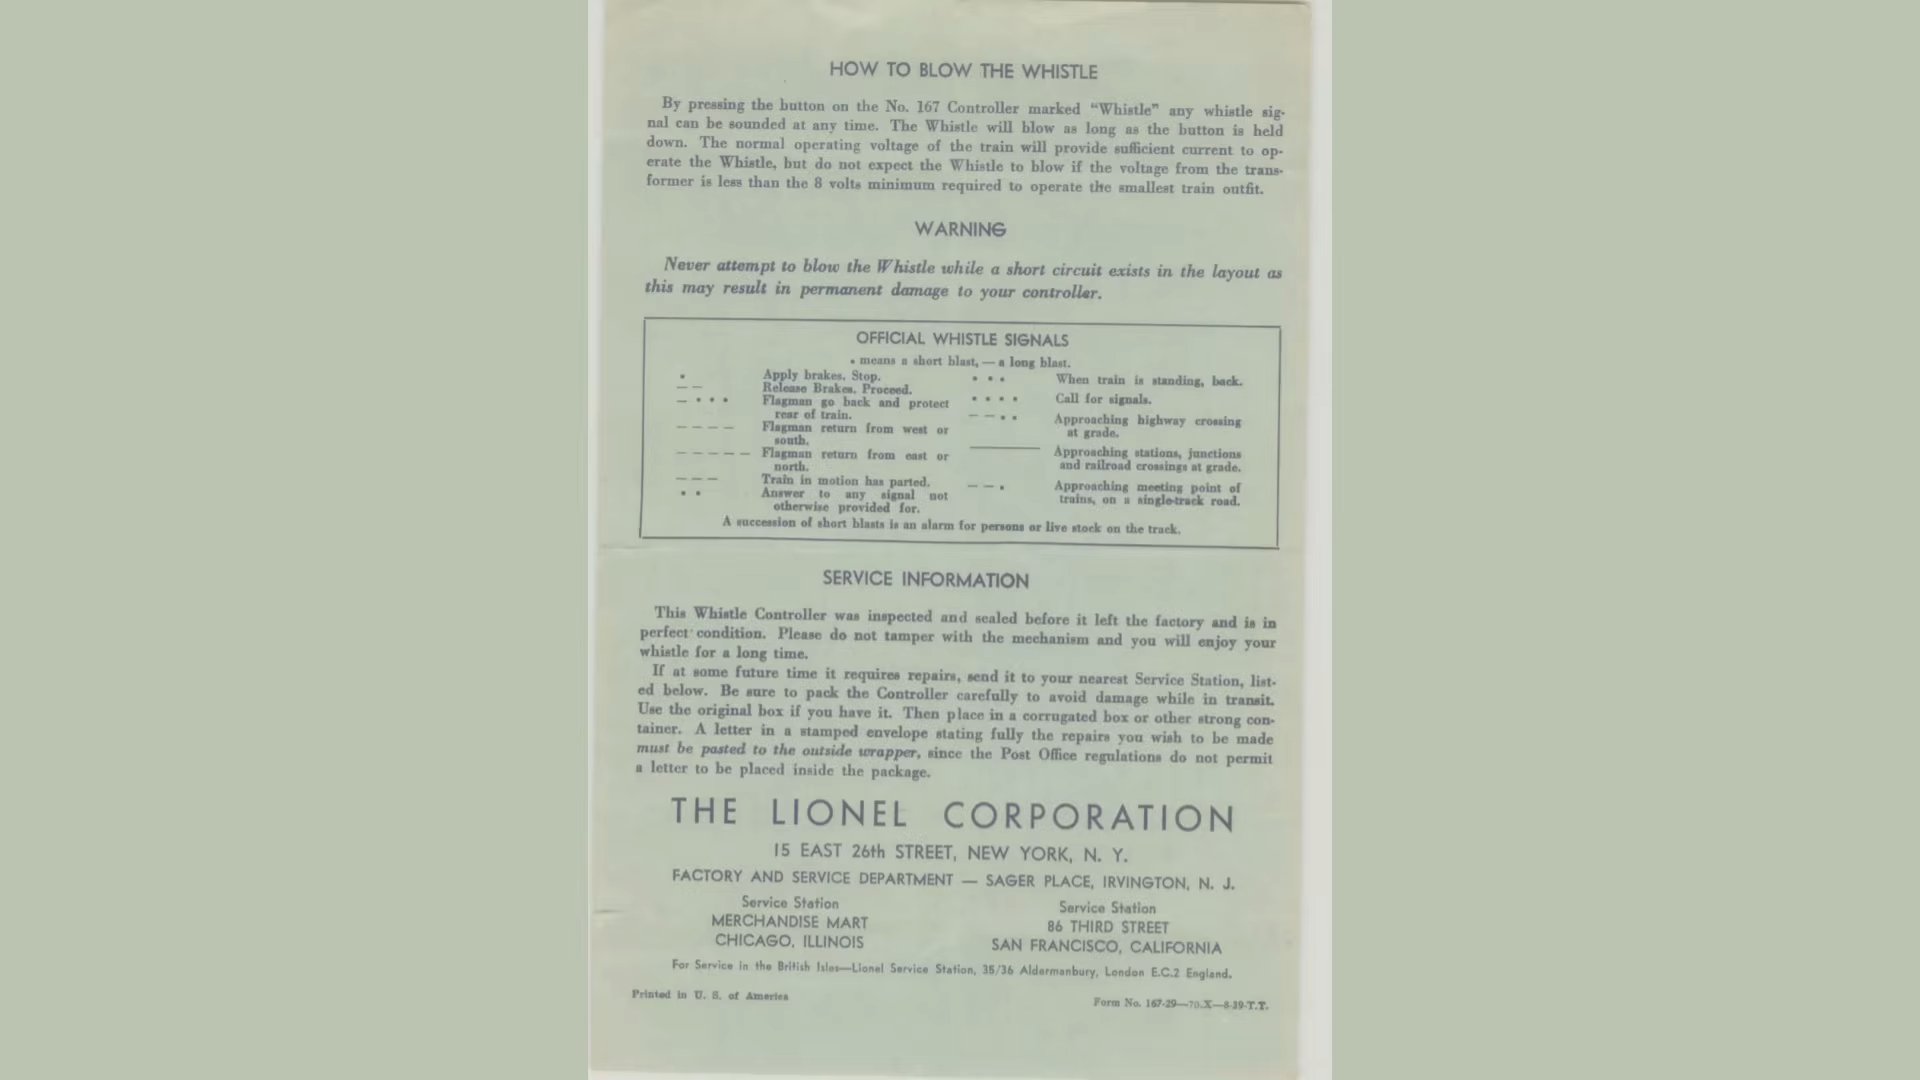 HOW TO BLOW THE WHISTLE
By pressing the button on the No. 167 Controller marked “Whistle” any whistle sig-
nal can be sounded at any time. The Whistle will blow as long as the button is held
down. The normal operating voltage of the train will provide sufficient current to op-
erate the Whistle, but do not expect the Whistle to blow if the voltage from the trans-
former is less than the 8 volts minimum required to operate the smallest train outfit.
WARNING
Never attempt to blow the Whistle while a short circuit exists in the layout as
this may result in permanent damage to your controller.
OFFICIAL WHISTLE SIGNALS
• means a short blast, — a long blast.
• Apply brakes. Stop.
— — Release Brakes. Proceed.
— • • • Flagman go back and protect
rear of train.
— — — — Flagman return from west or
south.
— — — — — Flagman return from east or
north.
— — — Train in motion has parted.
• • Answer to any signal not
otherwise provided for.
• • • When train is standing, back.
• • • • Call for signals.
— — • • Approaching highway crossing
at grade.
———— Approaching stations, junctions
and railroad crossings at grade.
— — • Approaching meeting point of
trains, on a single-track road.
A succession of short blasts is an alarm for persons or live stock on the track.
SERVICE INFORMATION
This Whistle Controller was inspected and sealed before it left the factory and is in
perfect condition. Please do not tamper with the mechanism and you will enjoy your
whistle for a long time.
If at some future time it requires repairs, send it to your nearest Service Station, list-
ed below. Be sure to pack the Controller carefully to avoid damage while in transit.
Use the original box if you have it. Then place in a corrugated box or other strong con-
tainer. A letter in a stamped envelope stating fully the repairs you wish to be made
must be pasted to the outside wrapper, since the Post Office regulations do not permit
a letter to be placed inside the package.
THE LIONEL CORPORATION
15 EAST 26th STREET, NEW YORK, N. Y.
FACTORY AND SERVICE DEPARTMENT — SAGER PLACE, IRVINGTON, N. J.
Service Station
MERCHANDISE MART
CHICAGO, ILLINOIS
Service Station
86 THIRD STREET
SAN FRANCISCO, CALIFORNIA
For Service in the British Isles—Lionel Service Station, 35/36 Aldermanbury, London E.C.2 England.
Printed in U. S. of America
Form No. 167-29—70.X—8-39-T.T.